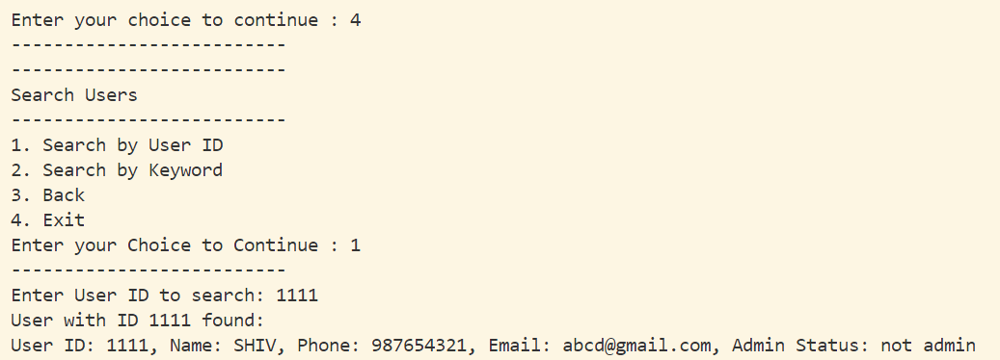 Enter your choice to continue : 4
--------------------------
--------------------------
Search Users
--------------------------
1. Search by User ID
2. Search by Keyword
3. Back
4. Exit
Enter your Choice to Continue : 1
--------------------------
Enter User ID to search: 1111
User with ID 1111 found:
User ID: 1111, Name: SHIV, Phone: 987654321, Email: abcd@gmail.com, Admin Status: not admin